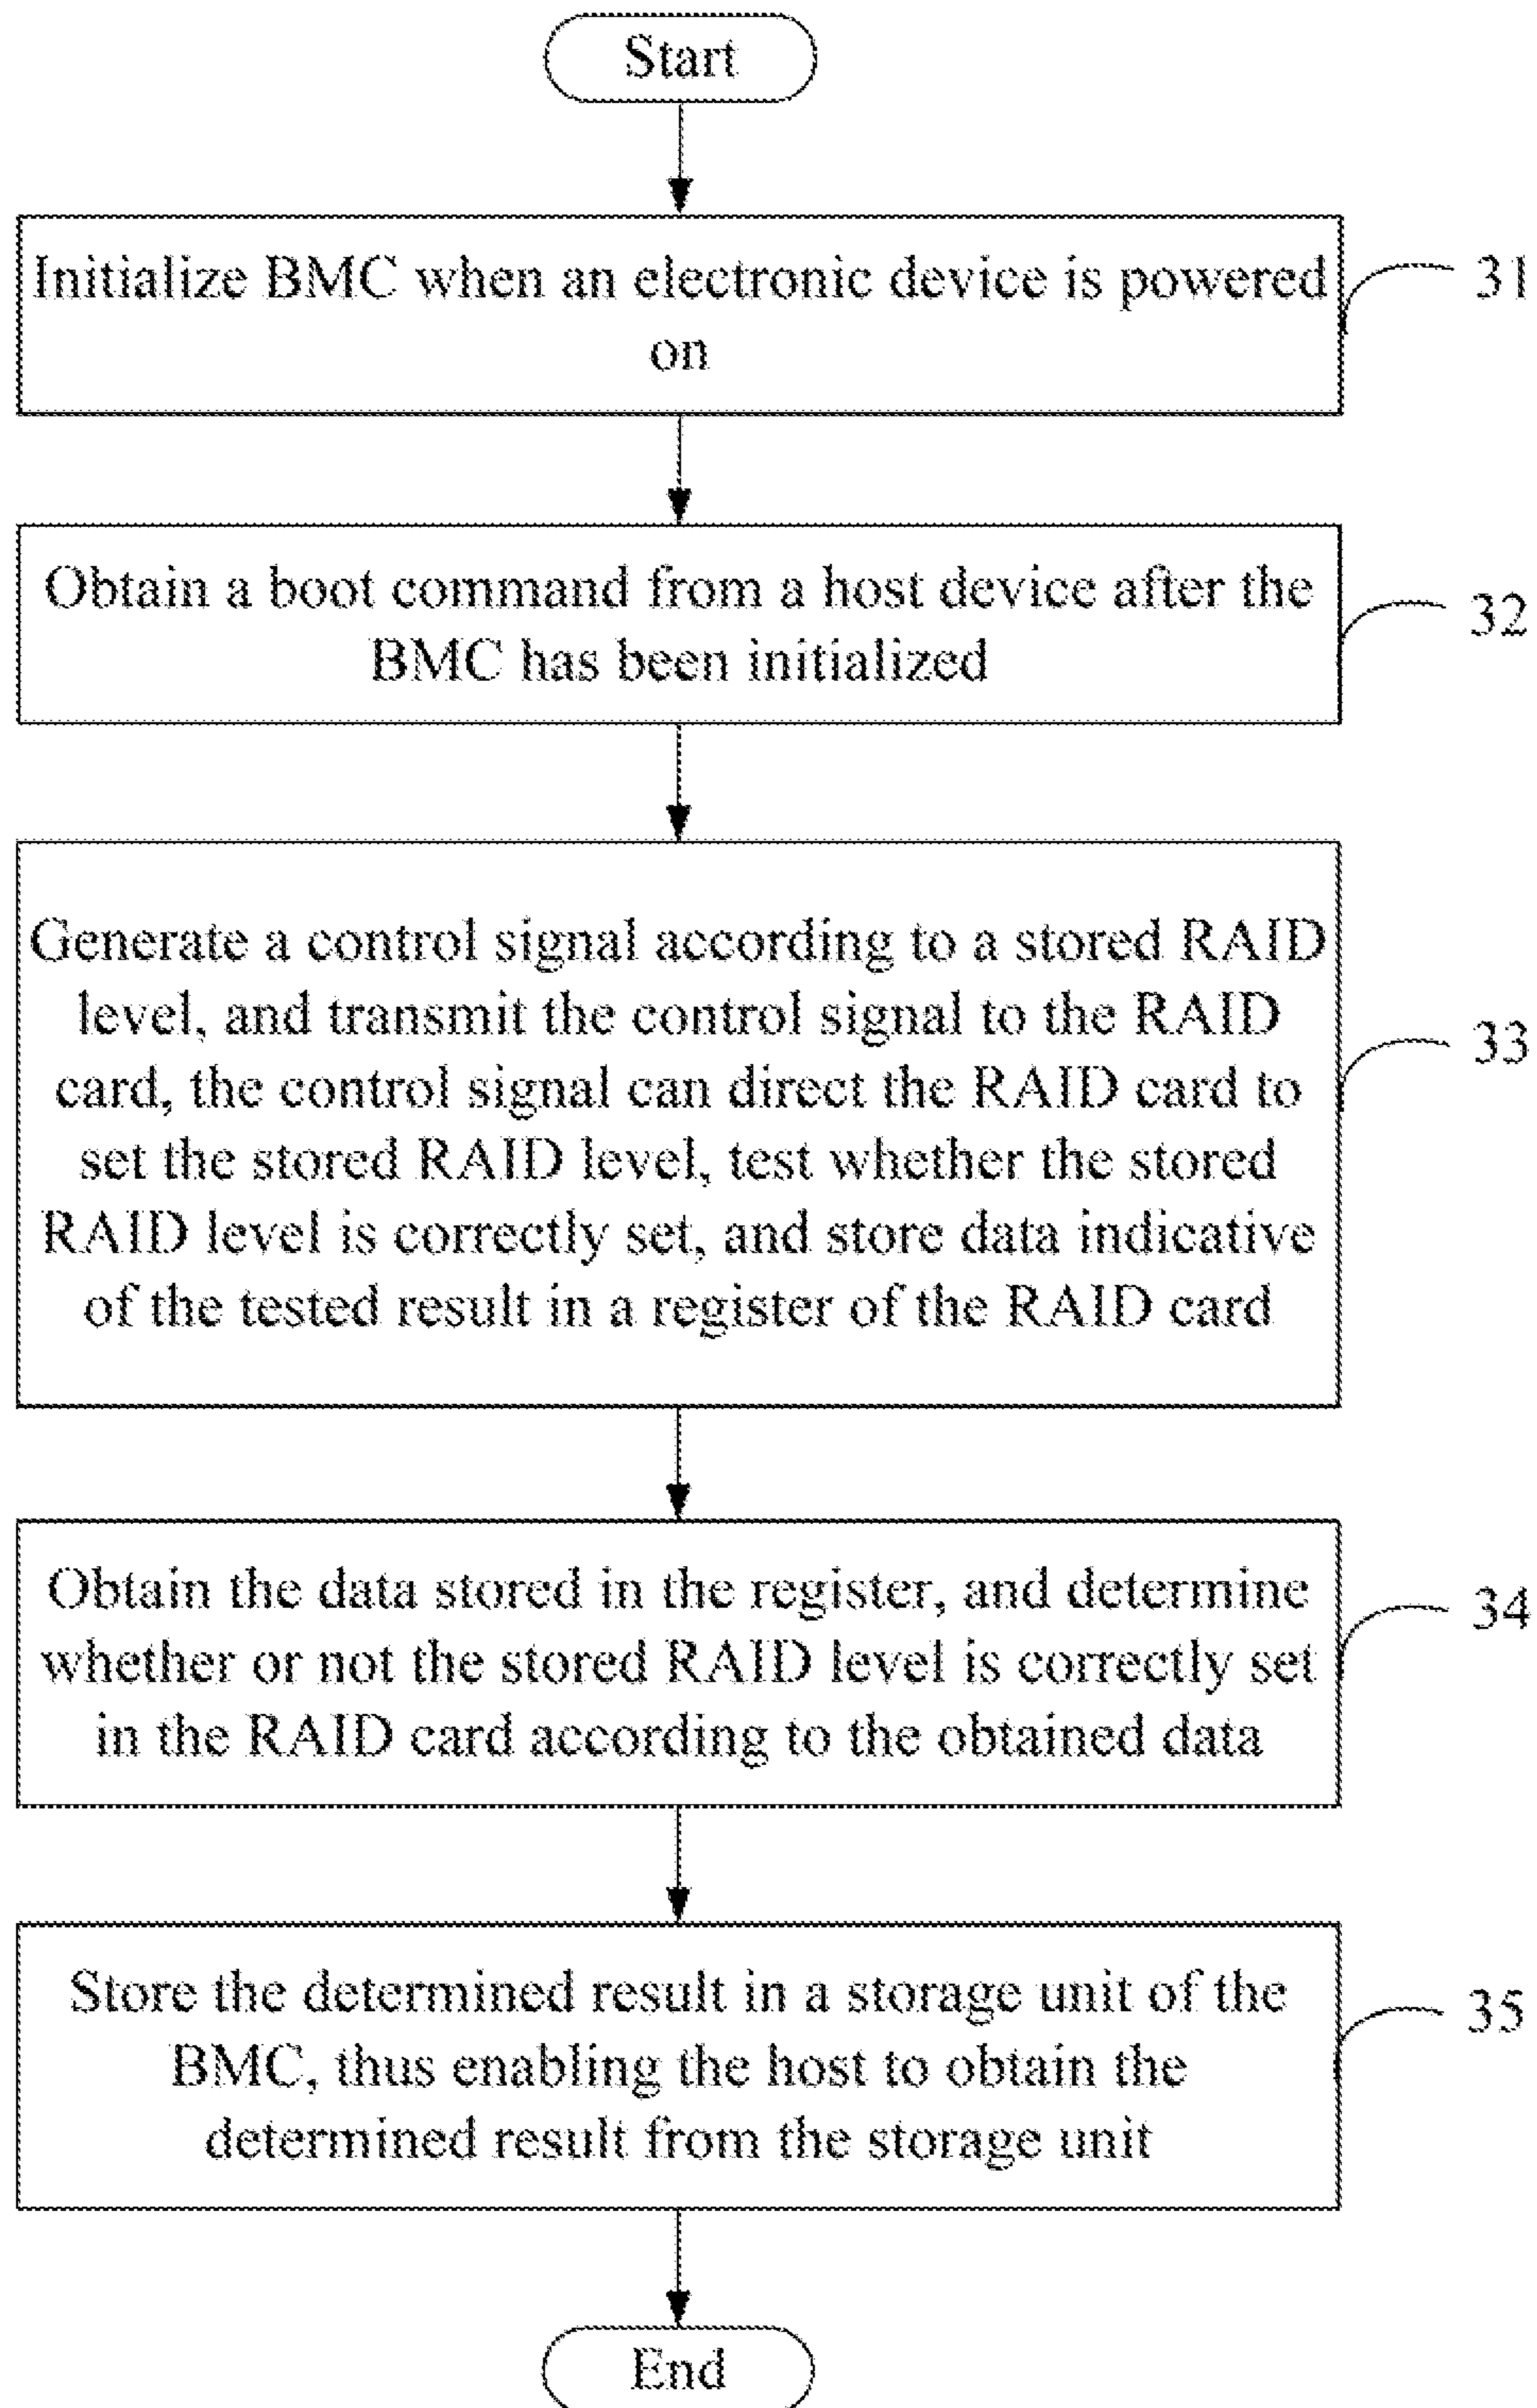 Start
Initialize BMC when an electronic device is powered
on
31
Obtain a boot command from a host device after the
BMC has been initialized
32
Generate a control signal according to a stored RAID
level, and transmit the control signal to the RAID
card, the control signal can direct the RAID card to
set the stored RAID level, test whether the stored
RAID level is correctly set, and store data indicative
of the tested result in a register of the RAID card
33
Obtain the data stored in the register, and determine
whether or not the stored RAID level is correctly set
in the RAID card according to the obtained data
34
Store the determined result in a storage unit of the
BMC, thus enabling the host to obtain the
determined result from the storage unit
35
End